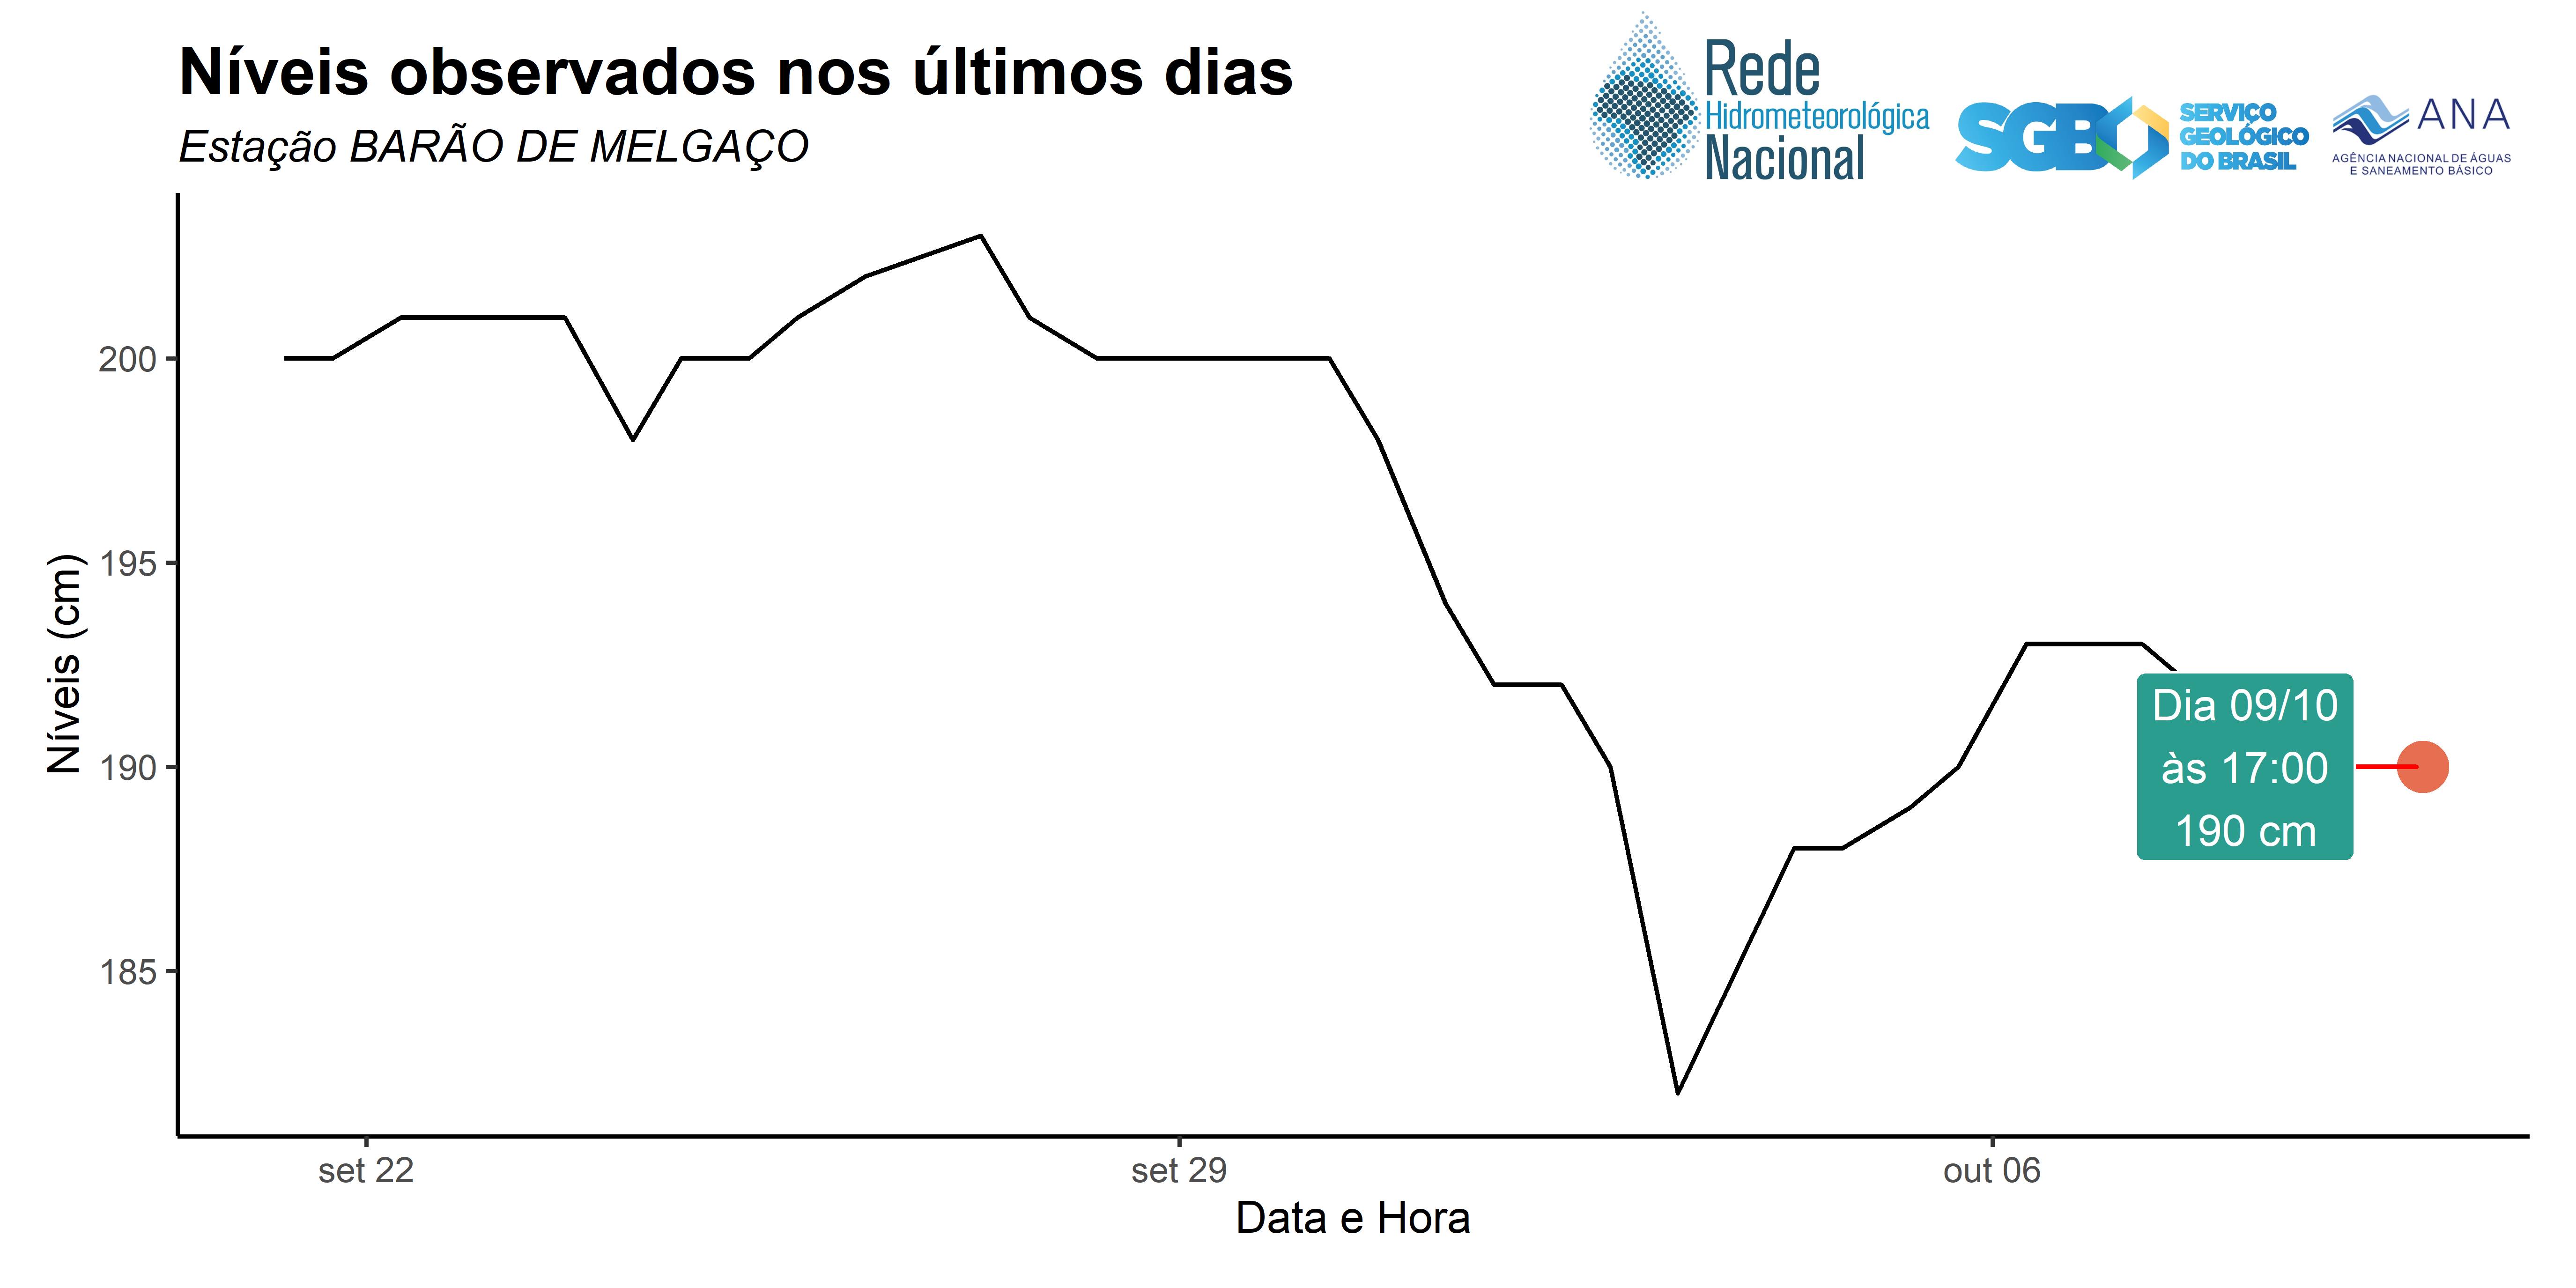 Níveis observados nos últimos dias
Estação BARÃO DE MELGAÇO
Rede
Hidrometeorológica
Nacional
SGB
SERVIÇO
GEOLÓGICO
DO BRASIL
ANA
AGÊNCIA NACIONAL DE ÁGUAS
E SANEAMENTO BÁSICO
Níveis (cm)
200
195
190
185
Dia 09/10
às 17:00
190 cm
set 22
set 29
out 06
Data e Hora